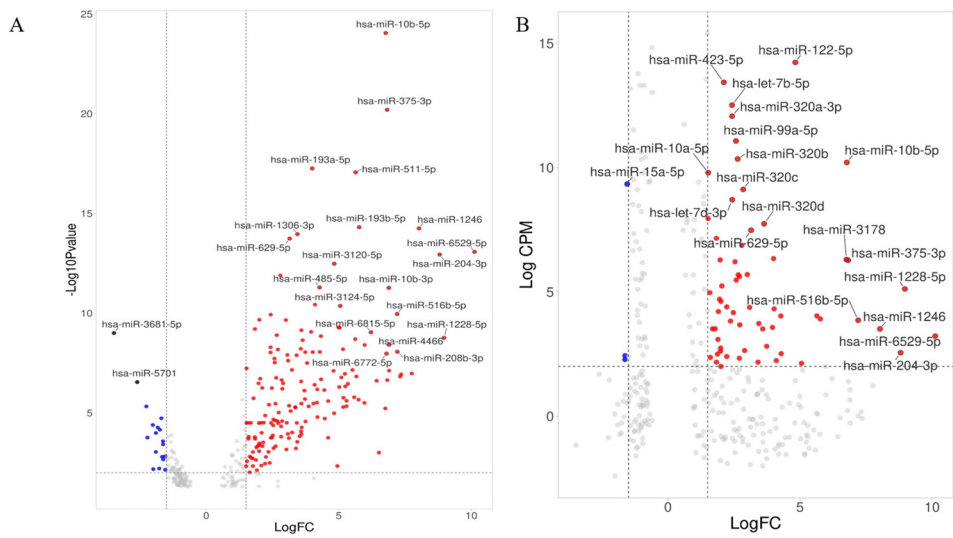 A
25
20
15
10
5
-Log10Pvalue
hsa-miR-10b-5p
hsa-miR-375-3p
hsa-miR-193a-5p
hsa-miR-511-5p
hsa-miR-193b-5p
hsa-miR-1246
hsa-miR-1306-3p
hsa-miR-629-5p
hsa-miR-6529-5p
hsa-miR-204-3p
hsa-miR-3120-5p
hsa-miR-485-5p
hsa-miR-10b-3p
hsa-miR-3124-5p
hsa-miR-516b-5p
hsa-miR-3681-5p
hsa-miR-6815-5p
hsa-miR-1228-5p
hsa-miR-4466
hsa-miR-6772-5p
hsa-miR-208b-3p
hsa-miR-5701
0
5
10
LogFC
B
15
10
5
0
Log CPM
hsa-miR-122-5p
hsa-miR-423-5p
hsa-let-7b-5p
hsa-miR-320a-3p
hsa-miR-99a-5p
hsa-miR-10a-5p
hsa-miR-320b
hsa-miR-10b-5p
hsa-miR-15a-5p
hsa-miR-320c
hsa-let-7d-3p
hsa-miR-320d
hsa-miR-629-5p
hsa-miR-3178
hsa-miR-375-3p
hsa-miR-1228-5p
hsa-miR-516b-5p
hsa-miR-1246
hsa-miR-6529-5p
hsa-miR-204-3p
0
5
10
LogFC